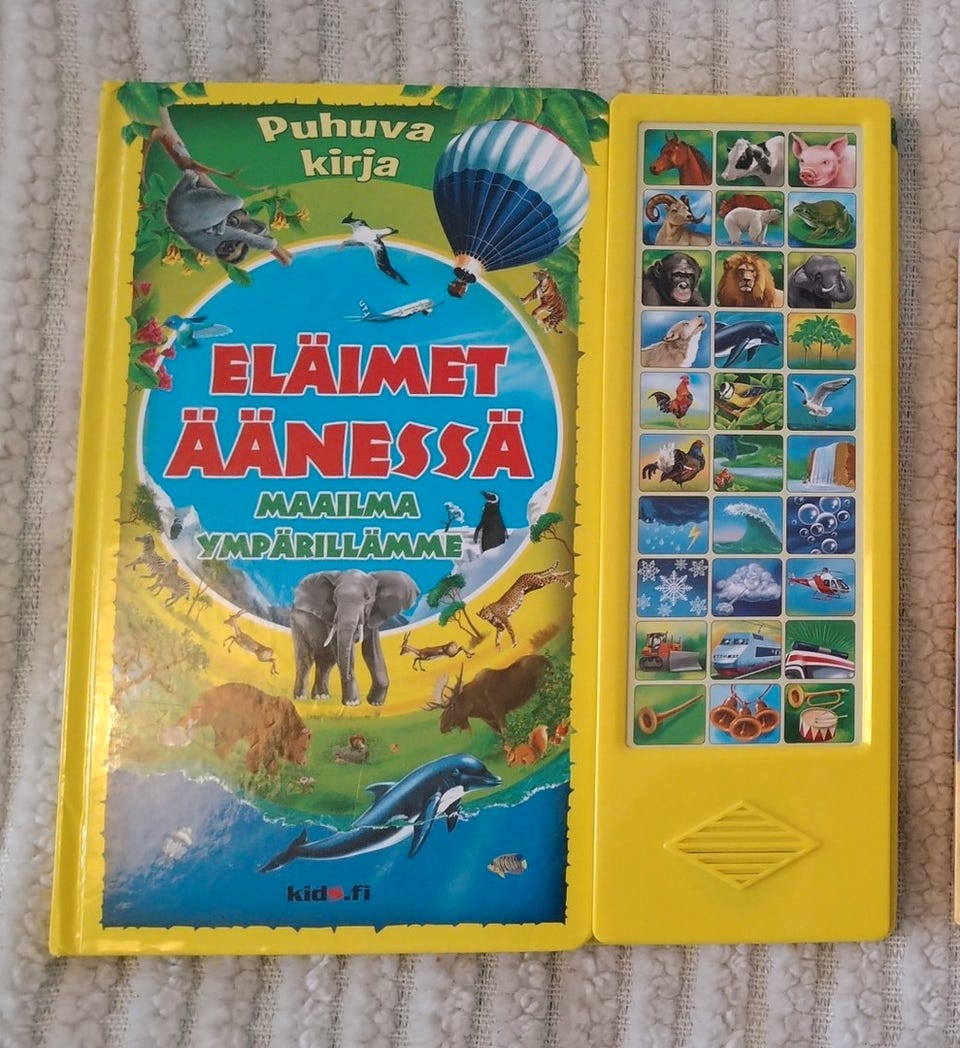 Puhuva
kirja
ELÄIMET
ÄÄNESSÄ
MAAILMA
YMPÄRILLÄMME
kido.fi